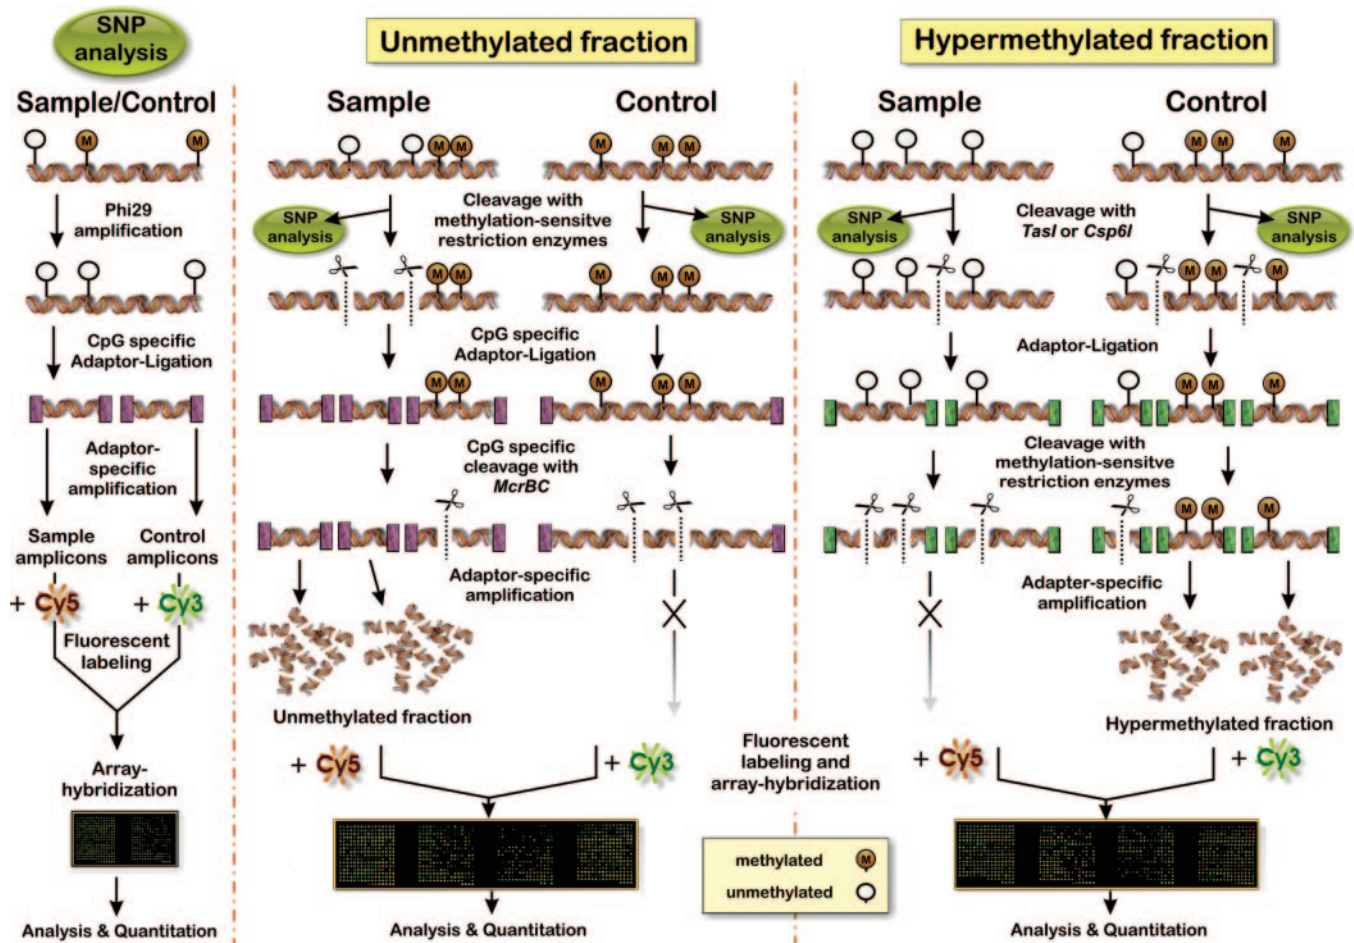 SNP
analysis
Sample/Control
M
M
Phi29
amplification
CpG specific
Adaptor-Ligation
Adaptor-
specific
amplification
Sample
amplicons
Control
amplicons
+ Cy5
+ Cy3
Fluorescent
labeling
Array-
hybridization
Analysis & Quantitation
Unmethylated fraction
Sample
Control
M M
M M M
Cleavage with
methylation-sensitve
restriction enzymes
SNP
analysis
SNP
analysis
M M
M M M
CpG specific
Adaptor-Ligation
M M
M M M
CpG specific
cleavage with
McrBC
Adaptor-specific
amplification
Unmethylated fraction
+ Cy5
+ Cy3
Fluorescent
labeling and
array-hybridization
Analysis & Quantitation
methylated M
unmethylated
Hypermethylated fraction
Sample
Control
M M M
Cleavage with
TasI or Csp6I
SNP
analysis
SNP
analysis
M M M
Adaptor-Ligation
M M M
Cleavage with
methylation-sensitve
restriction enzymes
M M M
Adapter-specific
amplification
Hypermethylated fraction
+ Cy5
+ Cy3
Analysis & Quantitation